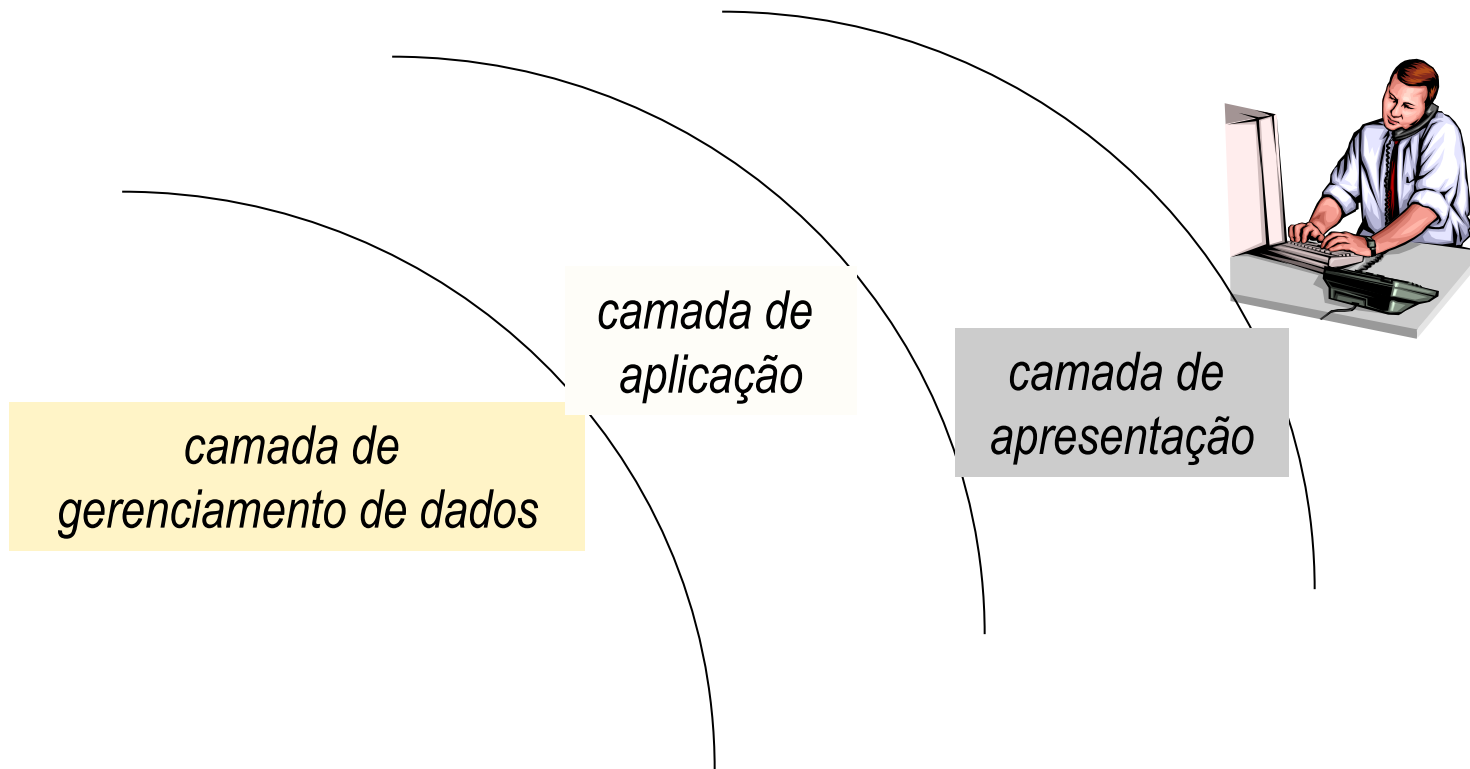 camada de
aplicação
camada de
apresentação
camada de
gerenciamento de dados